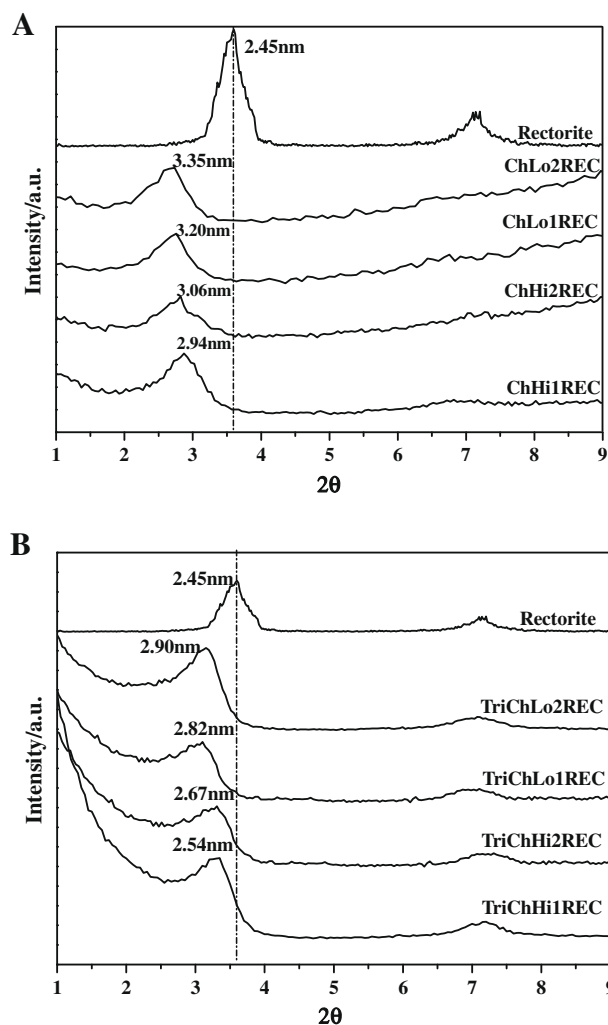 A
2.45nm
Rectorite
3.35nm
ChLo2REC
3.20nm
ChLo1REC
3.06nm
ChHi2REC
2.94nm
ChHi1REC
Intensity/a.u.
1 2 3 4 5 6 7 8 9
2θ
B
2.45nm
Rectorite
2.90nm
TriChLo2REC
2.82nm
TriChLo1REC
2.67nm
TriChHi2REC
2.54nm
TriChHi1REC
Intensity/a.u.
1 2 3 4 5 6 7 8 9
2θ